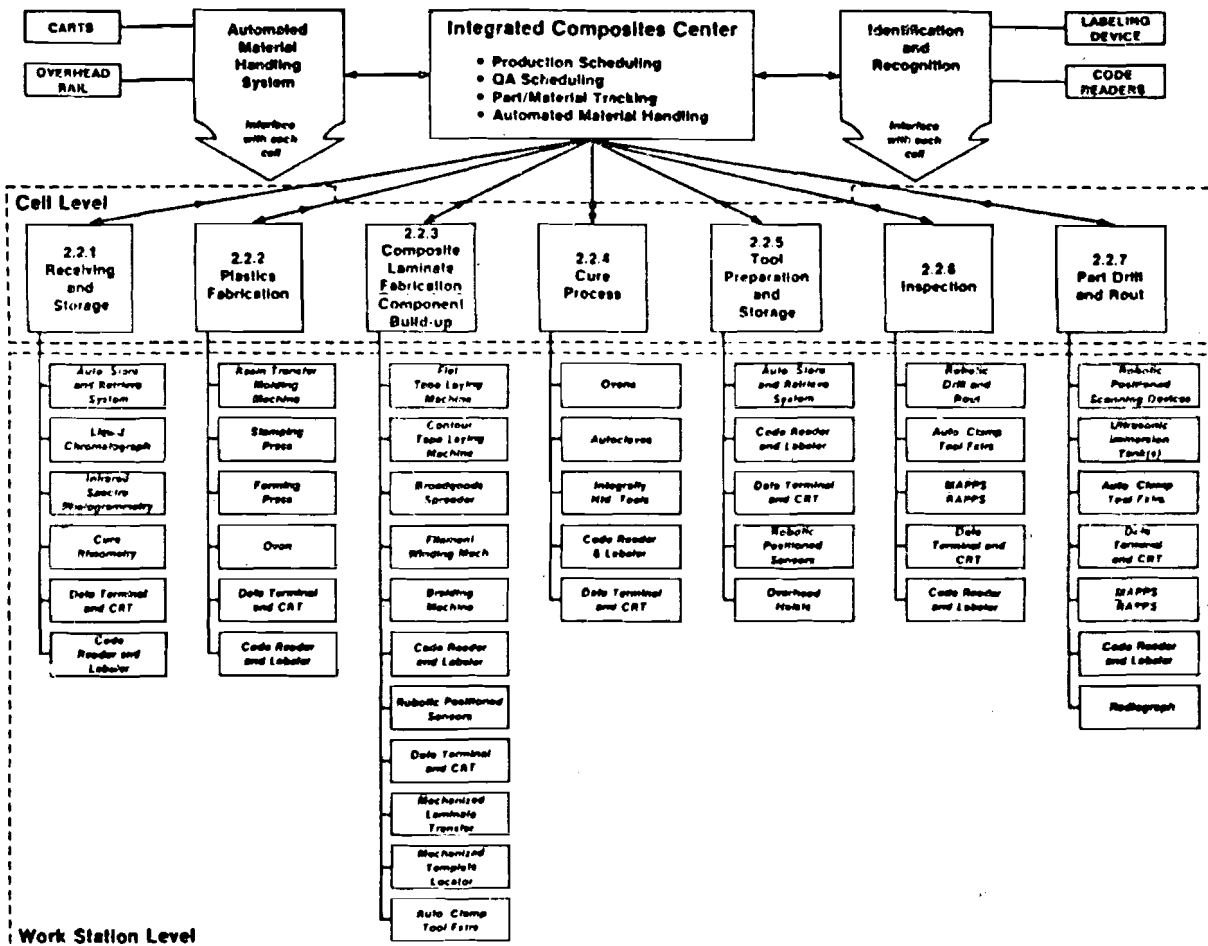 CARTS
OVERHEAD
RAIL
Automated
Material
Handling
System
Interface
with each
cell
Integrated Composites Center
• Production Scheduling
• QA Scheduling
• Part/Material Tracking
• Automated Material Handling
Identification
and
Recognition
Interface
with each
cell
LABELING
DEVICE
CODE
READERS
Cell Level
2.2.1
Receiving
and
Storage
2.2.2
Plastics
Fabrication
2.2.3
Composite
Laminate
Fabrication
Component
Build-up
2.2.4
Cure
Process
2.2.5
Tool
Preparation
and
Storage
2.2.6
Inspection
2.2.7
Part Drill
and Rout
Auto Store
and Retrieve
System
Liquid
Chromatograph
Infrared
Spectro
Photogrammetry
Cure
Rheometry
Data Terminal
and CRT
Code
Reader and
Labeler
Resin Transfer
Molding
Machine
Stamping
Press
Forming
Press
Oven
Data Terminal
and CRT
Code Reader
and Labeler
Flat
Tape Laying
Machine
Contour
Tape Laying
Machine
Broadgoods
Spreader
Filament
Winding Mach
Braiding
Machine
Code Reader
and Labeler
Robotic Positioned
Sensors
Data Terminal
and CRT
Mechanized
Laminate
Transfer
Mechanized
Template
Locator
Auto Clamp
Tool Fxtrs
Ovens
Autoclaves
Integrally
Htd. Tools
Code Reader
& Labeler
Data Terminal
and CRT
Auto Store
and Retrieve
System
Code Reader
and Labeler
Data Terminal
and CRT
Robotic
Positioned
Sensors
Overhead
Hoists
Robotic
Drill and
Rout
Auto Clamp
Tool Fxtrs
MAPPS
RAPPS
Data
Terminal and
CRT
Code Reader
and Labeler
Robotic
Positioned
Scanning Devices
Ultrasonic
Immersion
Tank(s)
Auto Clamp
Tool Fxtrs
Data
Terminal
and CRT
MAPPS
RAPPS
Code Reader
and Labeler
Radiograph
Work Station Level